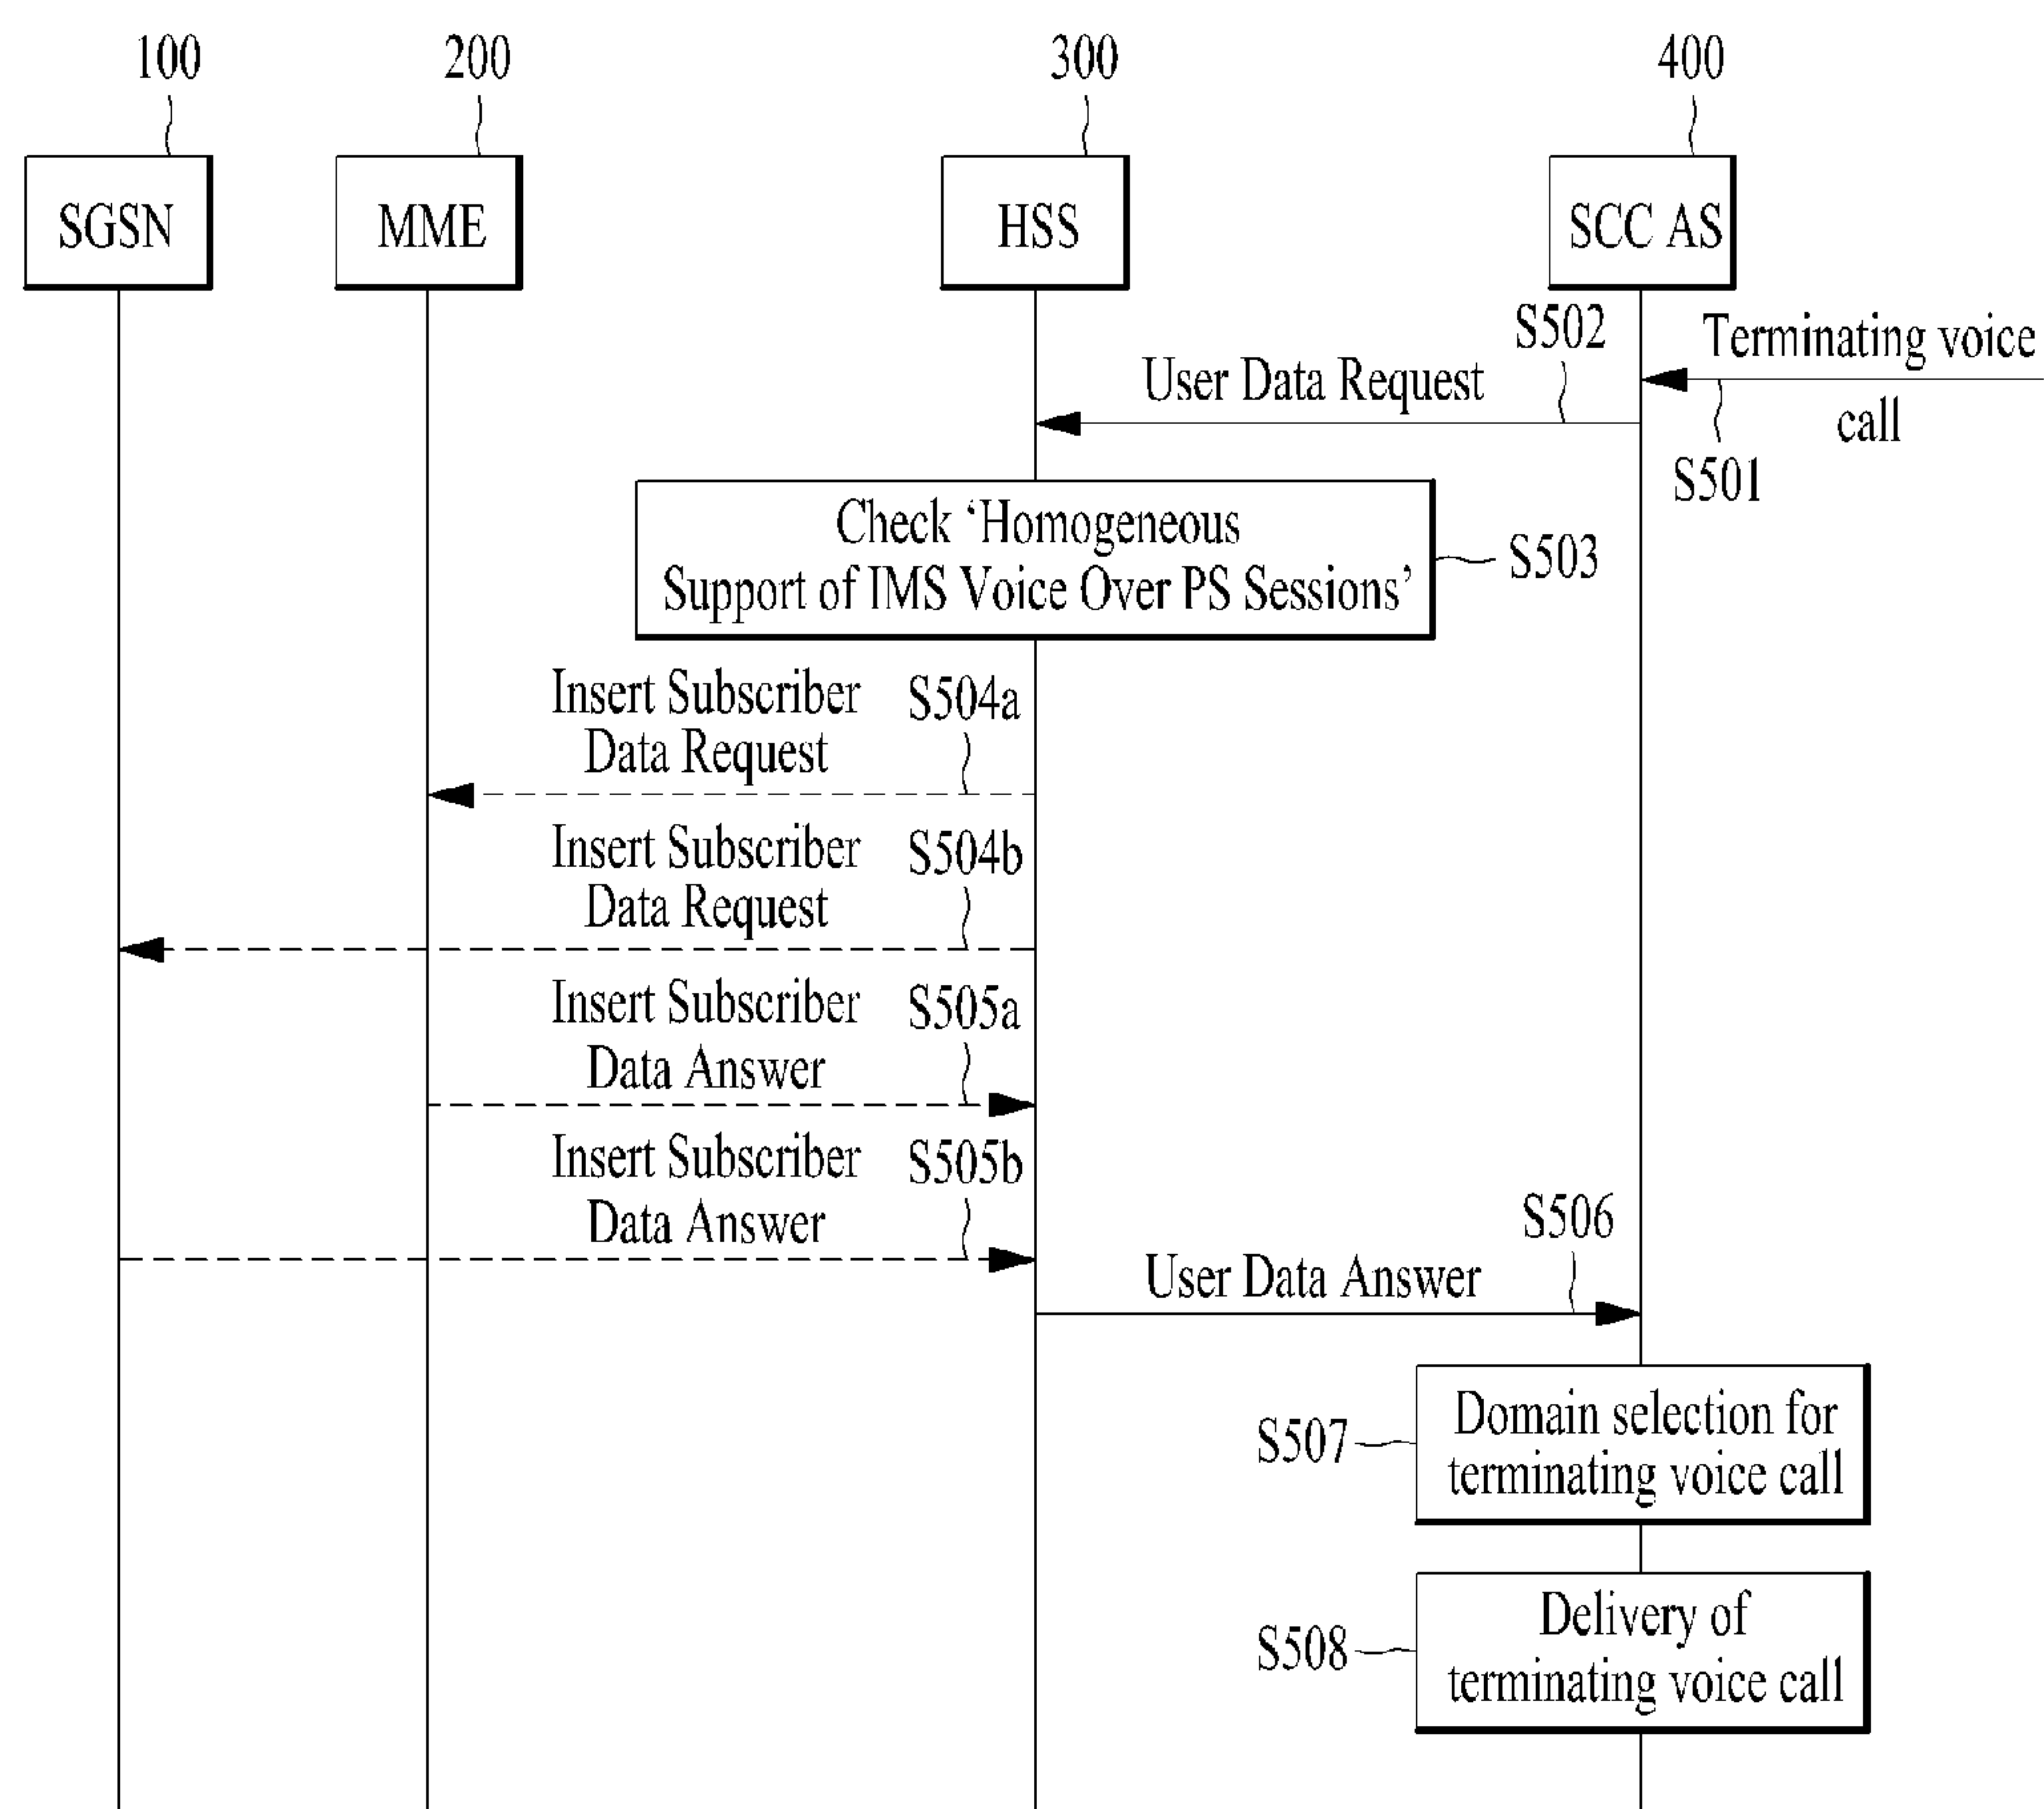 100
200
300
400
SGSN
MME
HSS
SCC AS
S502
Terminating voice
User Data Request
call
S501
Check ‘Homogeneous
Support of IMS Voice Over PS Sessions’
S503
Insert Subscriber
S504a
Data Request
Insert Subscriber
S504b
Data Request
Insert Subscriber
S505a
Data Answer
Insert Subscriber
S505b
Data Answer
S506
User Data Answer
Domain selection for
terminating voice call
S507
Delivery of
terminating voice call
S508